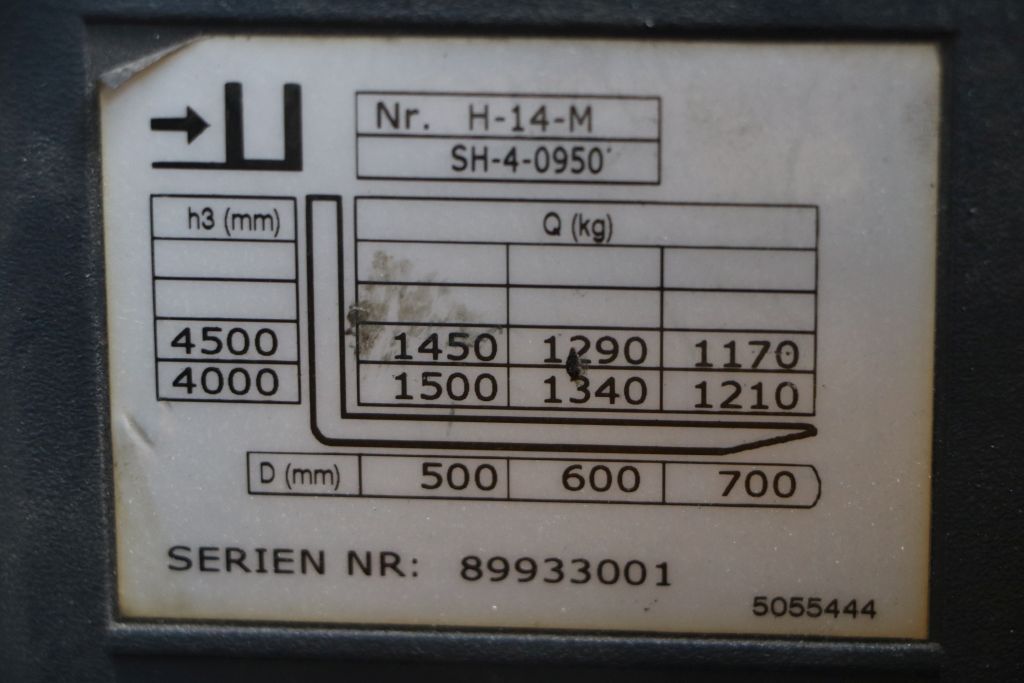 Nr. H-14-M
SH-4-0950
h3 (mm) Q (kg)
4500 1450 1290 1170
4000 1500 1340 1210
D (mm) 500 600 700
SERIEN NR: 89933001
5055444